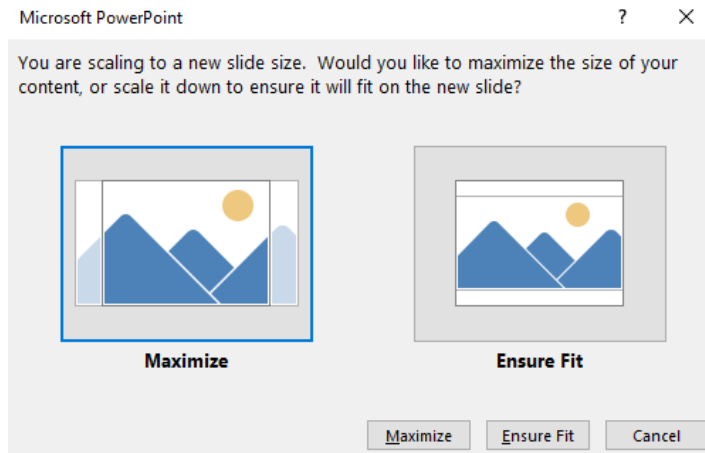 Microsoft PowerPoint ? ×
You are scaling to a new slide size.  Would you like to maximize the size of your
content, or scale it down to ensure it will fit on the new slide?
Maximize Ensure Fit
Maximize Ensure Fit Cancel